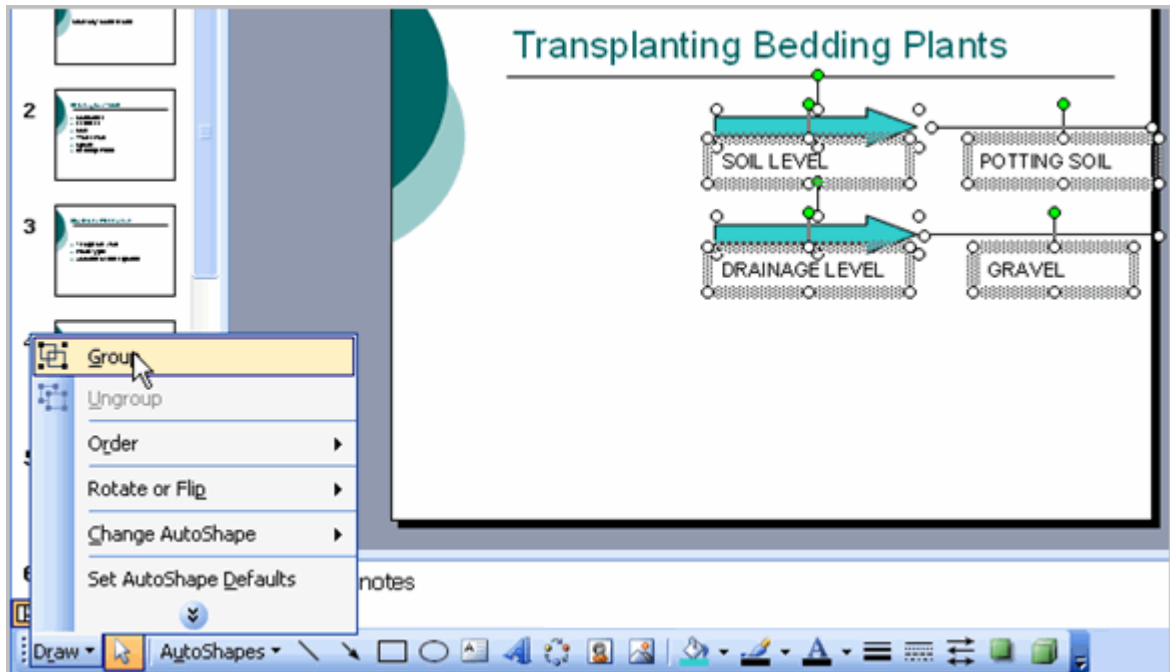 Transplanting Bedding Plants
2
SOIL LEVEL
POTTING SOIL
3
DRAINAGE LEVEL
GRAVEL
Group
Ungroup
Order
Rotate or Flip
Change AutoShape
Set AutoShape Defaults
notes
Draw
AutoShapes